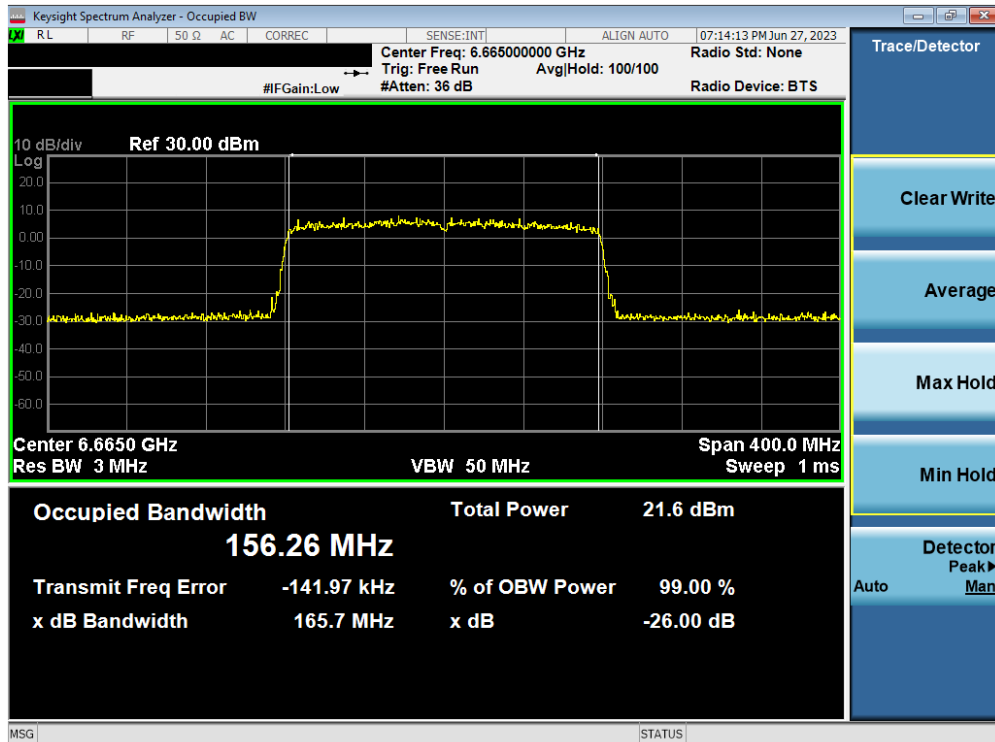 Keysight Spectrum Analyzer - Occupied BW
LXI RL RF 50 Ω AC CORREC SENSE:INT ALIGN AUTO 07:14:13 PM Jun 27, 2023
Center Freq: 6.665000000 GHz Radio Std: None
Trig: Free Run Avg|Hold: 100/100
#IFGain:Low #Atten: 36 dB Radio Device: BTS
10 dB/div Ref 30.00 dBm
Log
20.0
10.0
0.00
-10.0
-20.0
-30.0
-40.0
-50.0
-60.0
Center 6.6650 GHz Span 400.0 MHz
Res BW 3 MHz VBW 50 MHz Sweep 1 ms
Occupied Bandwidth Total Power 21.6 dBm
156.26 MHz
Transmit Freq Error -141.97 kHz % of OBW Power 99.00 %
x dB Bandwidth 165.7 MHz x dB -26.00 dB
MSG STATUS
Trace/Detector
Clear Write
Average
Max Hold
Min Hold
Detector
Peak▶
Auto Man